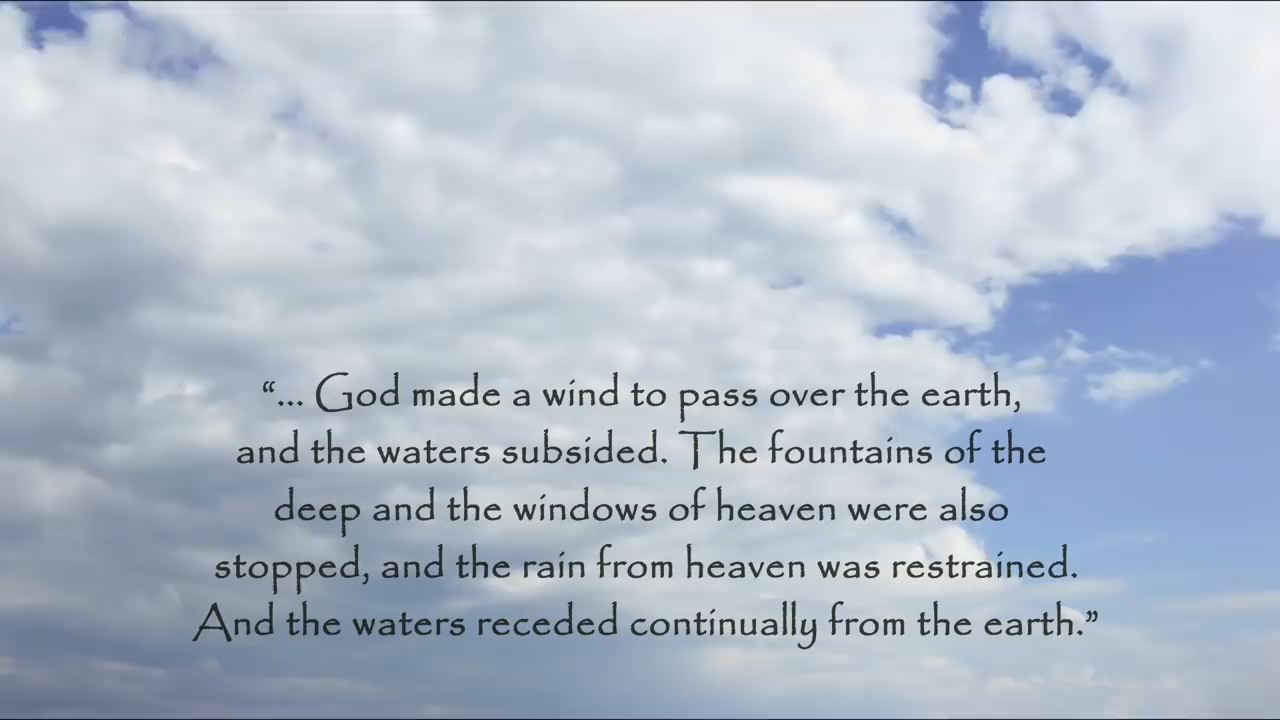 “... God made a wind to pass over the earth,
and the waters subsided. The fountains of the
deep and the windows of heaven were also
stopped, and the rain from heaven was restrained.
And the waters receded continually from the earth.”